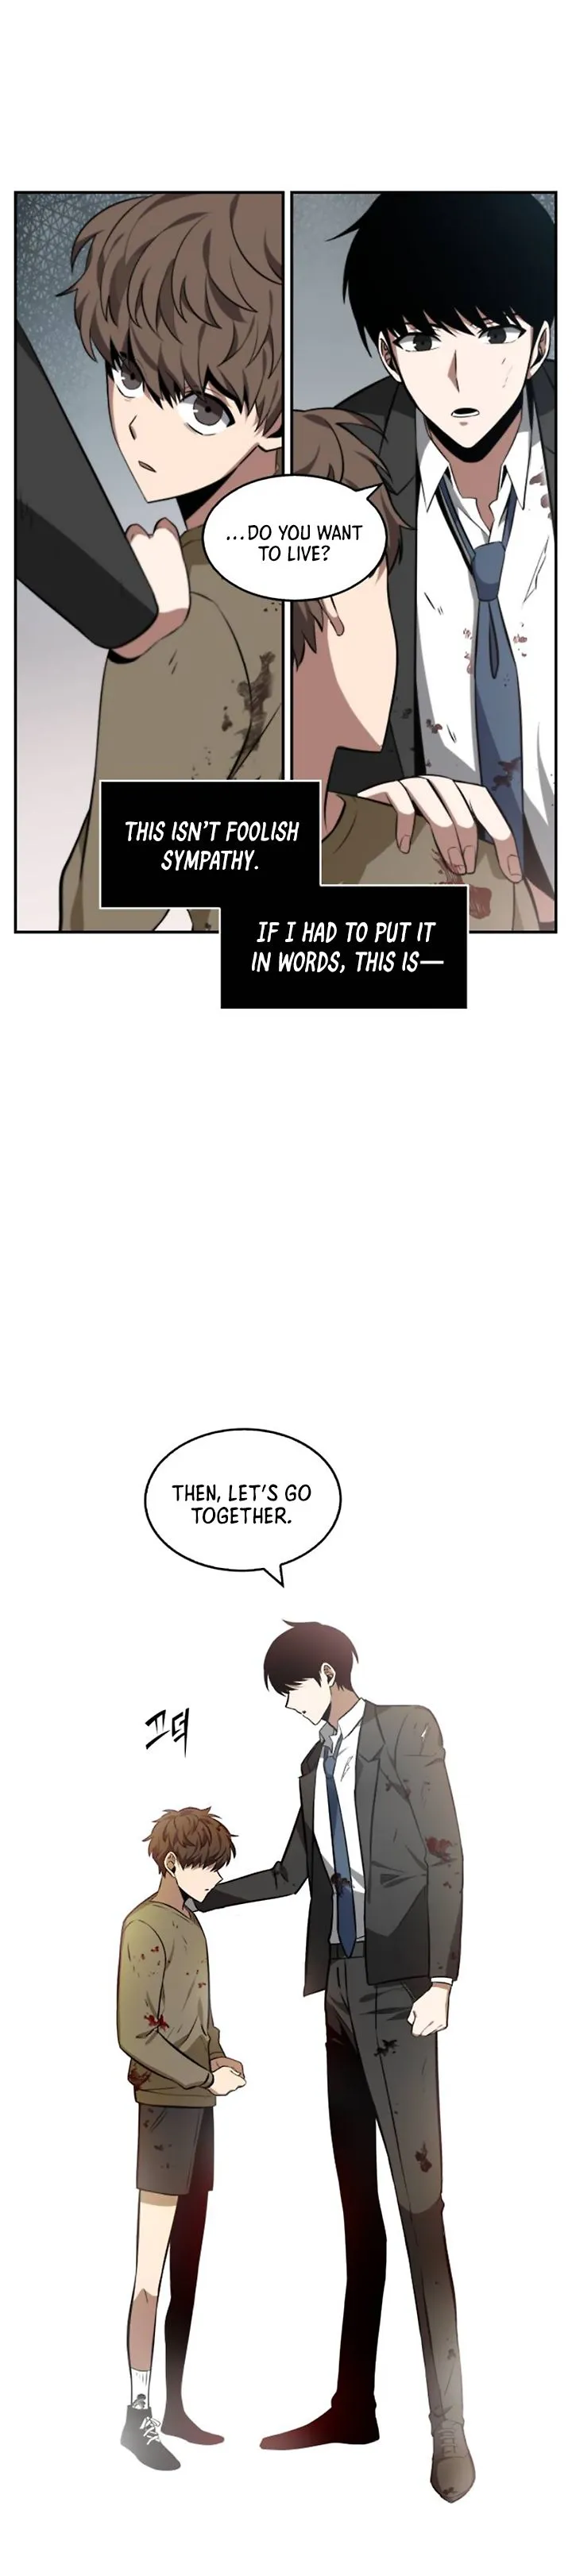 ...DO YOU WANT
TO LIVE?
THIS ISN'T FOOLISH
SYMPATHY.
IF I HAD TO PUT IT
IN WORDS, THIS IS—
THEN, LET'S GO
TOGETHER.
끄덕